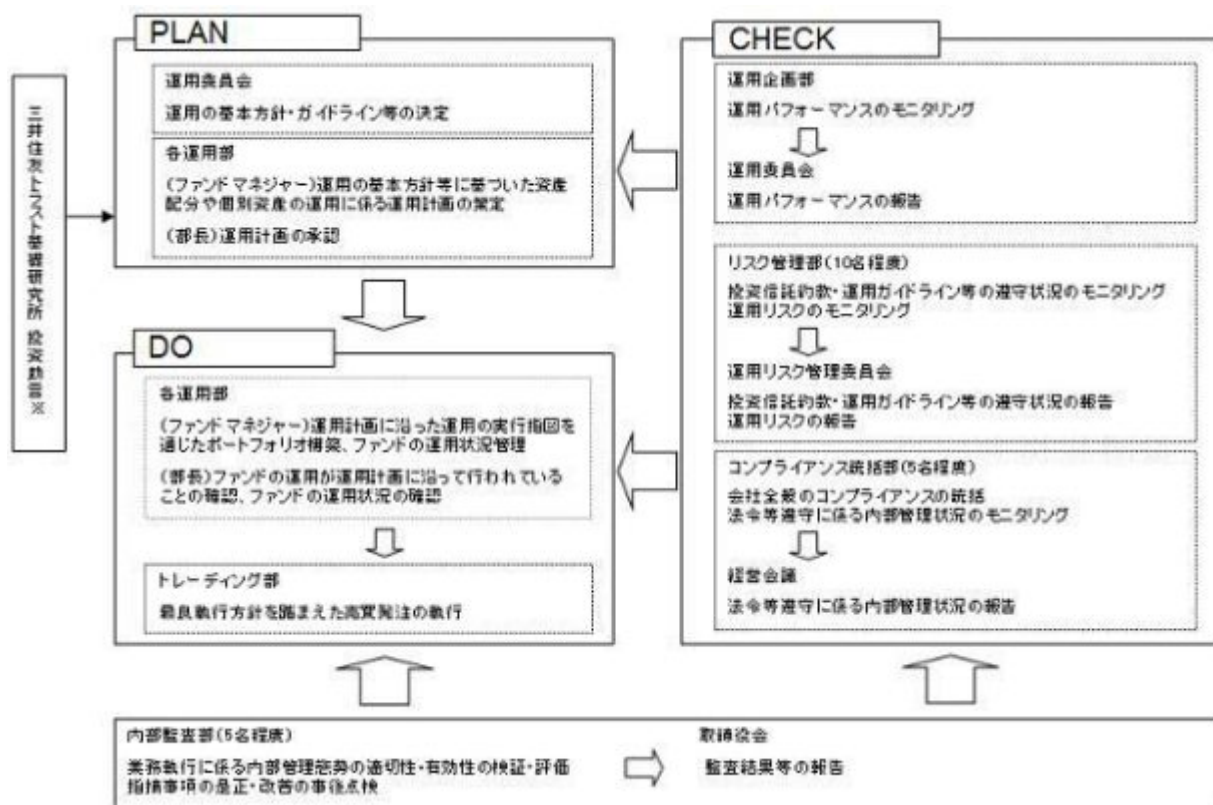 三井住友トラスト基礎研究所 投資助言※
PLAN
運用委員会
運用の基本方針・ガイドライン等の決定
各運用部
(ファンドマネジャー)運用の基本方針等に基づいた資産
配分や個別資産の運用に係る運用計画の策定
(部長)運用計画の承認
DO
各運用部
(ファンドマネジャー)運用計画に沿った運用の実行指図を
通じたポートフォリオ構築、ファンドの運用状況管理
(部長)ファンドの運用が運用計画に沿って行われている
ことの確認、ファンドの運用状況の確認
トレーディング部
最良執行方針を踏まえた売買発注の執行
CHECK
運用企画部
運用パフォーマンスのモニタリング
運用委員会
運用パフォーマンスの報告
リスク管理部(10名程度)
投資信託約款・運用ガイドライン等の遵守状況のモニタリング
運用リスクのモニタリング
運用リスク管理委員会
投資信託約款・運用ガイドライン等の遵守状況の報告
運用リスクの報告
コンプライアンス統括部(5名程度)
会社全般のコンプライアンスの統括
法令等遵守に係る内部管理状況のモニタリング
経営会議
法令等遵守に係る内部管理状況の報告
内部監査部(5名程度)
業務執行に係る内部管理態勢の適切性・有効性の検証・評価
指摘事項の是正・改善の事後点検
取締役会
監査結果等の報告